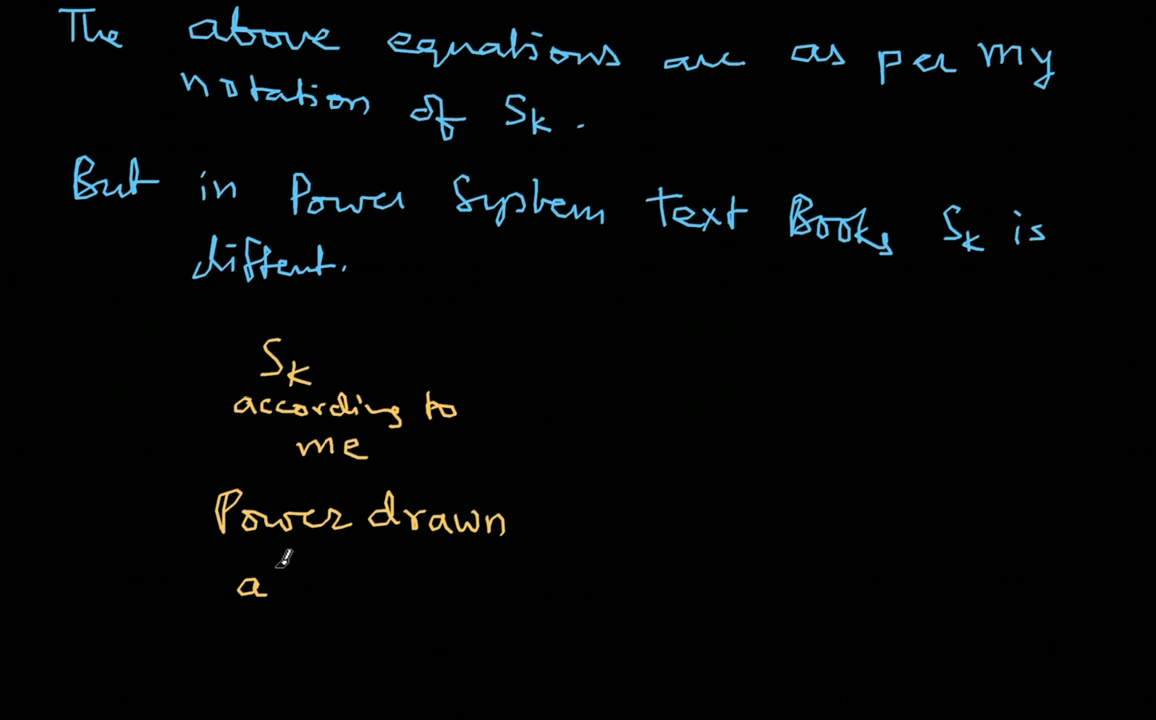 The above equations are as per my
notation of Sk.
But in Power System Text Books Sk is
different.
Sk
according to
me
Power drawn
a